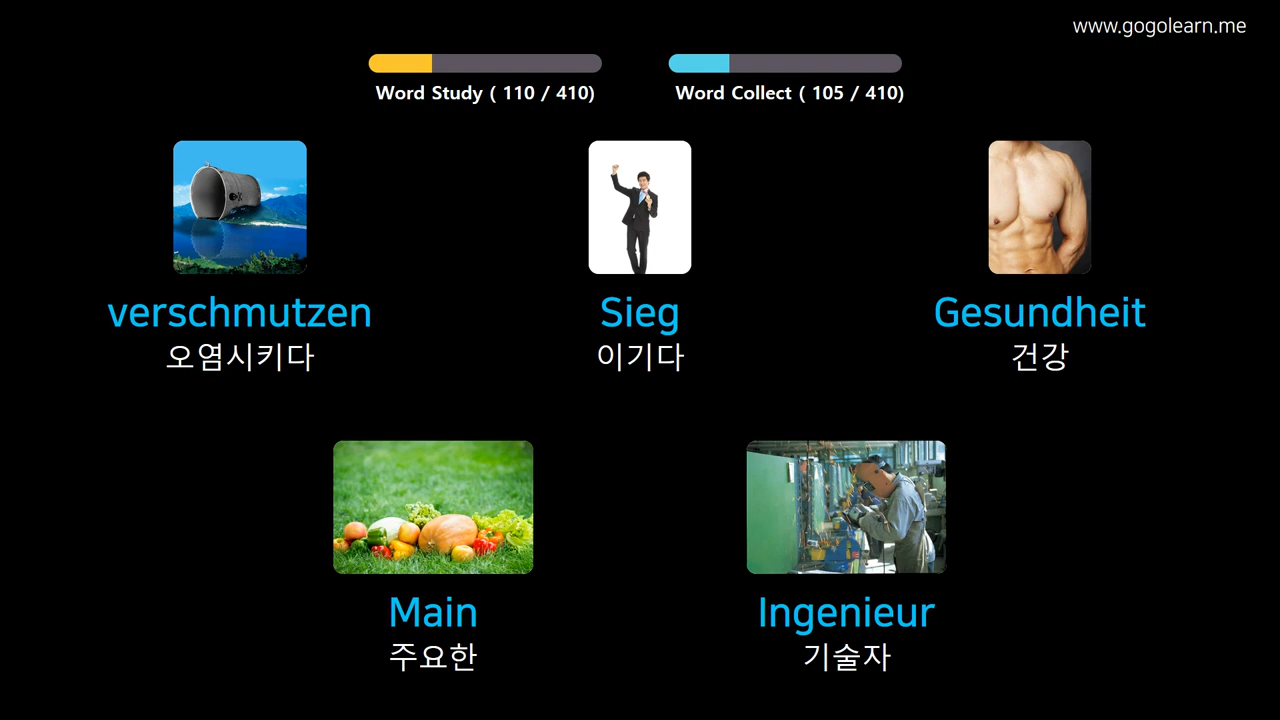 www.gogolearn.me
Word Study ( 110 / 410)
Word Collect ( 105 / 410)
verschmutzen
오염시키다
Sieg
이기다
Gesundheit
건강
Main
주요한
Ingenieur
기술자